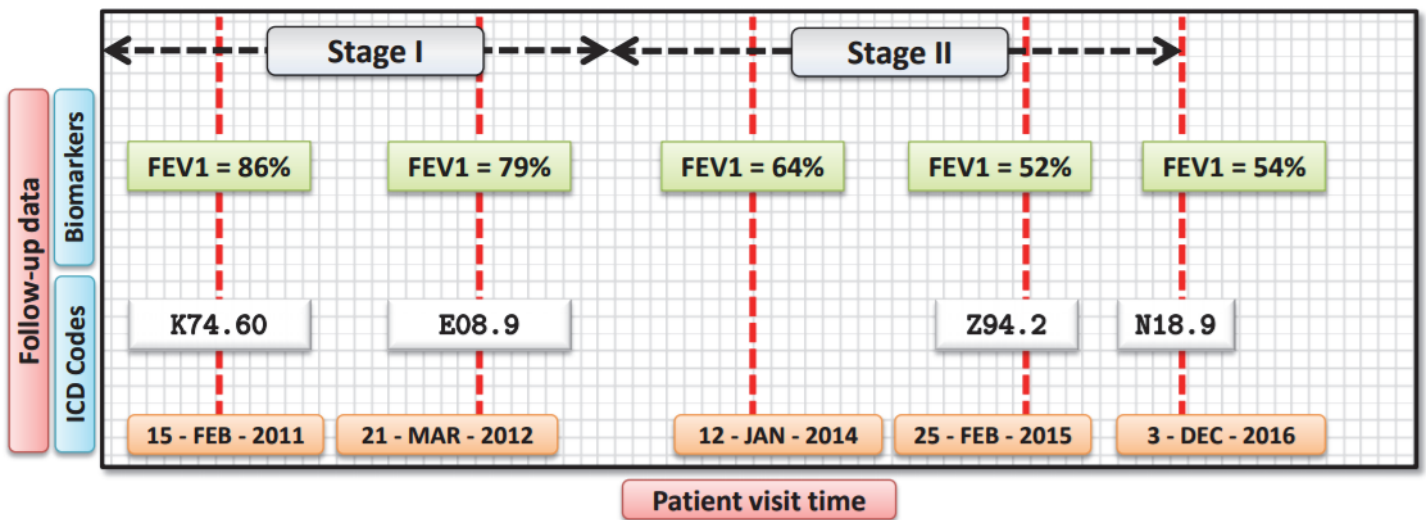 Stage I
Stage II
Follow-up data
Biomarkers
FEV1 = 86%
FEV1 = 79%
FEV1 = 64%
FEV1 = 52%
FEV1 = 54%
ICD Codes
K74.60
E08.9
Z94.2
N18.9
15 - FEB - 2011
21 - MAR - 2012
12 - JAN - 2014
25 - FEB - 2015
3 - DEC - 2016
Patient visit time